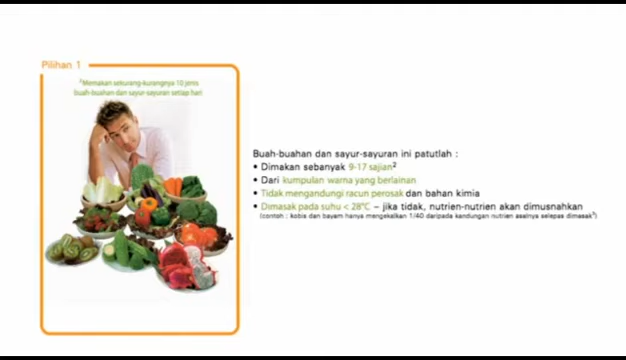 Pilihan 1
¹Memakan sekurang-kurangnya 10 jenis
buah-buahan dan sayur-sayuran setiap hari
Buah-buahan dan sayur-sayuran ini patutlah :
• Dimakan sebanyak 9-17 sajian²
• Dari kumpulan warna yang berlainan
• Tidak mengandungi racun perosak dan bahan kimia
• Dimasak pada suhu < 28°C – jika tidak, nutrien-nutrien akan dimusnahkan
(contoh : kobis dan bayam hanya mengekalkan 1/40 daripada kandungan nutrien asalnya selepas dimasak³)